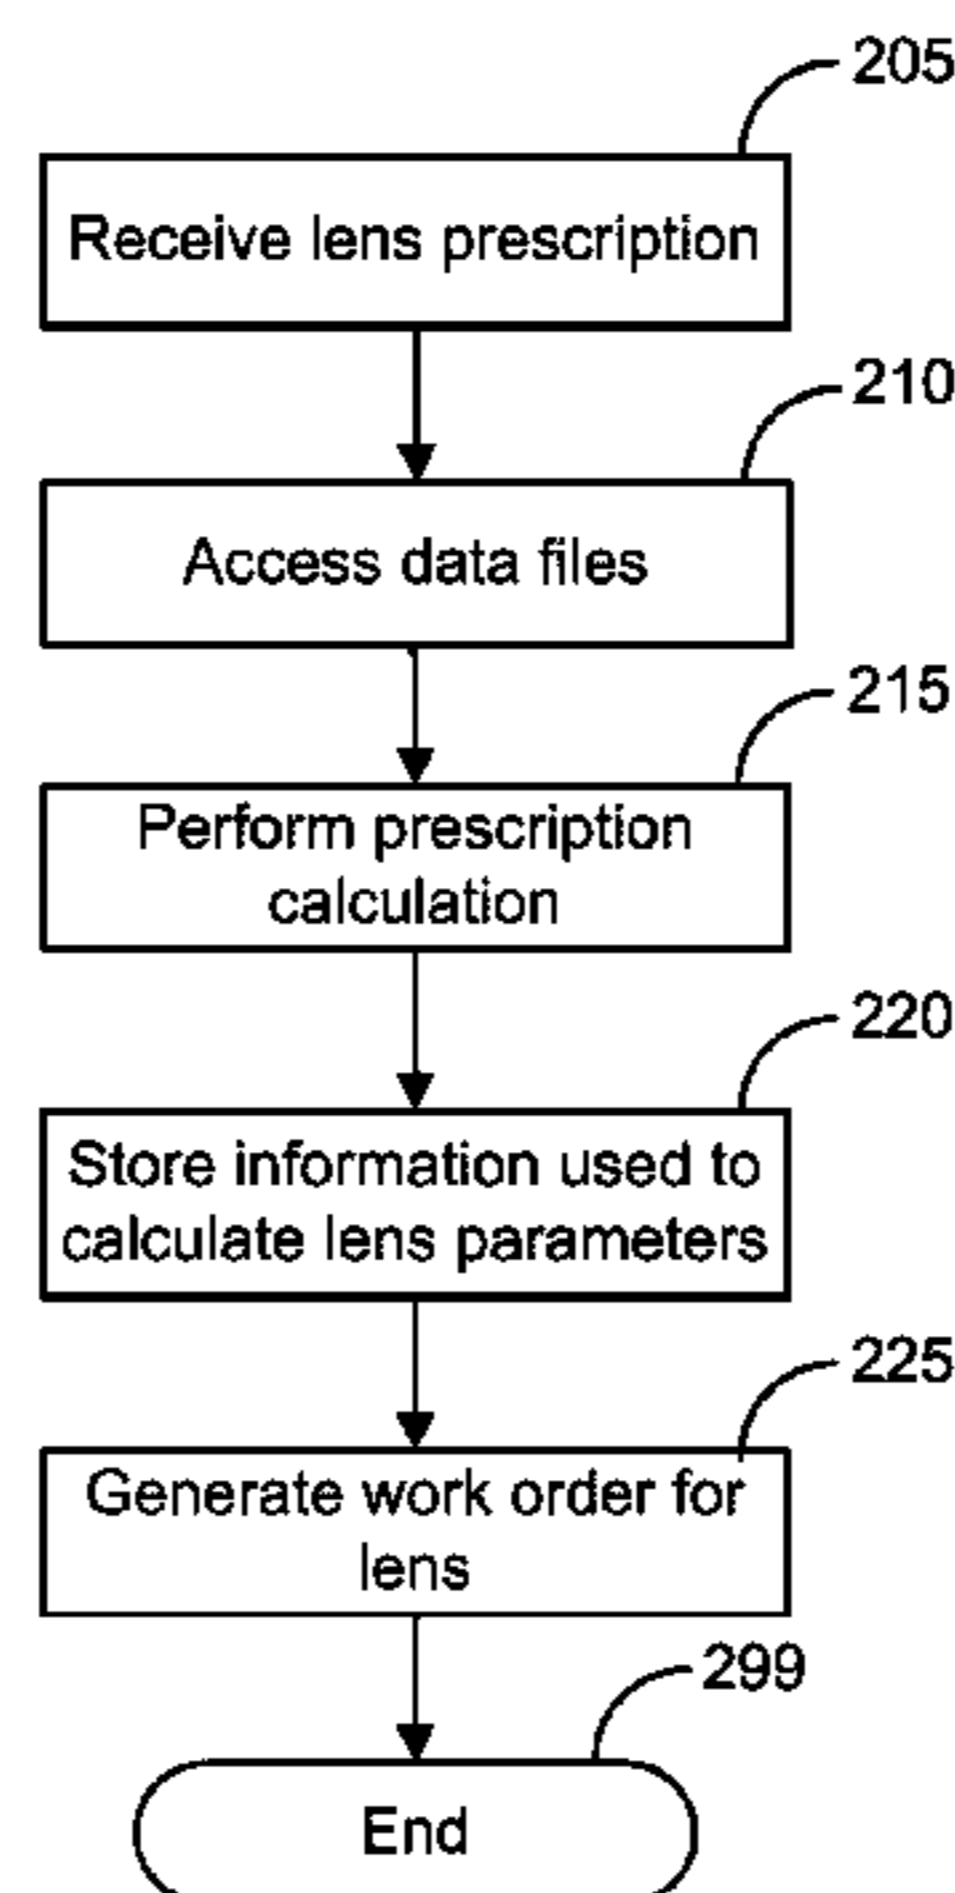 205
Receive lens prescription
210
Access data files
215
Perform prescription
calculation
220
Store information used to
calculate lens parameters
225
Generate work order for
lens
299
End